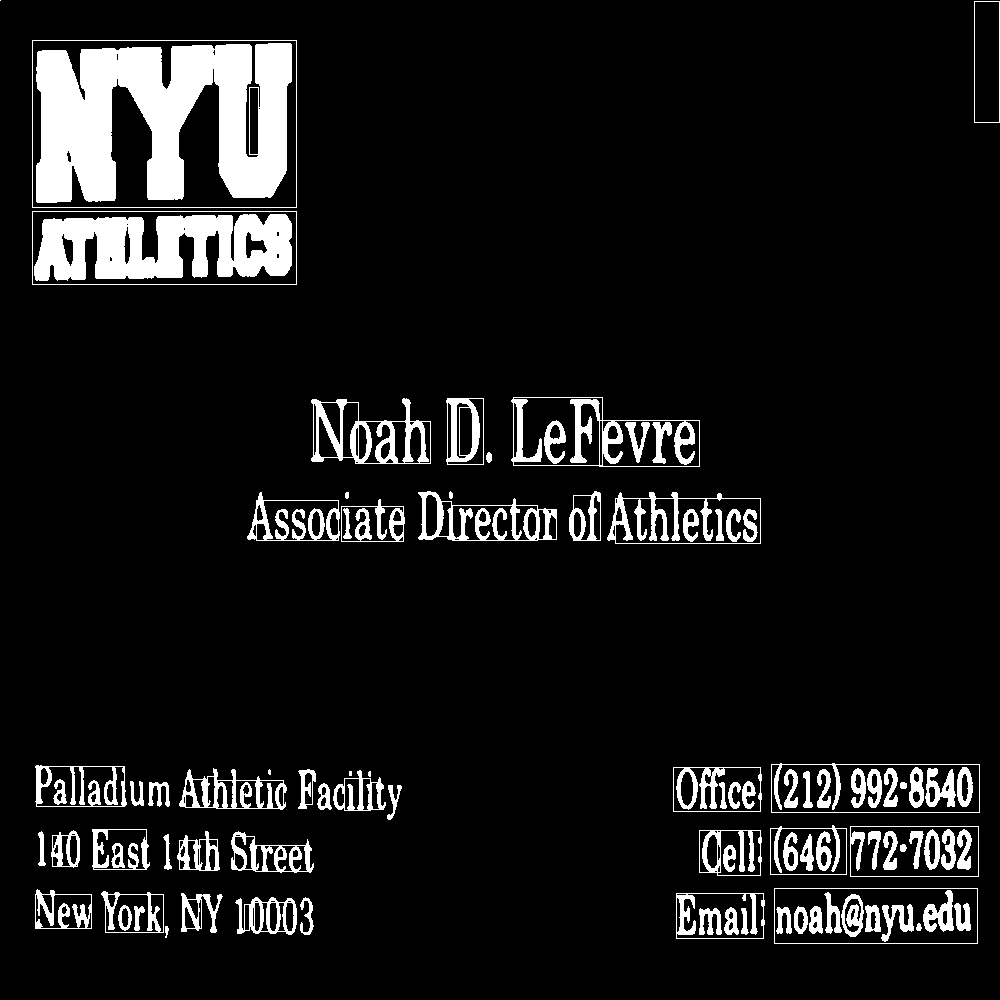 NYU
ATHLETICS
Noah D. LeFevre
Associate Director of Athletics
Palladium Athletic Facility
140 East 14th Street
New York, NY 10003
Office: (212) 992-8540
Cell: (646) 772-7032
Email: noah@nyu.edu